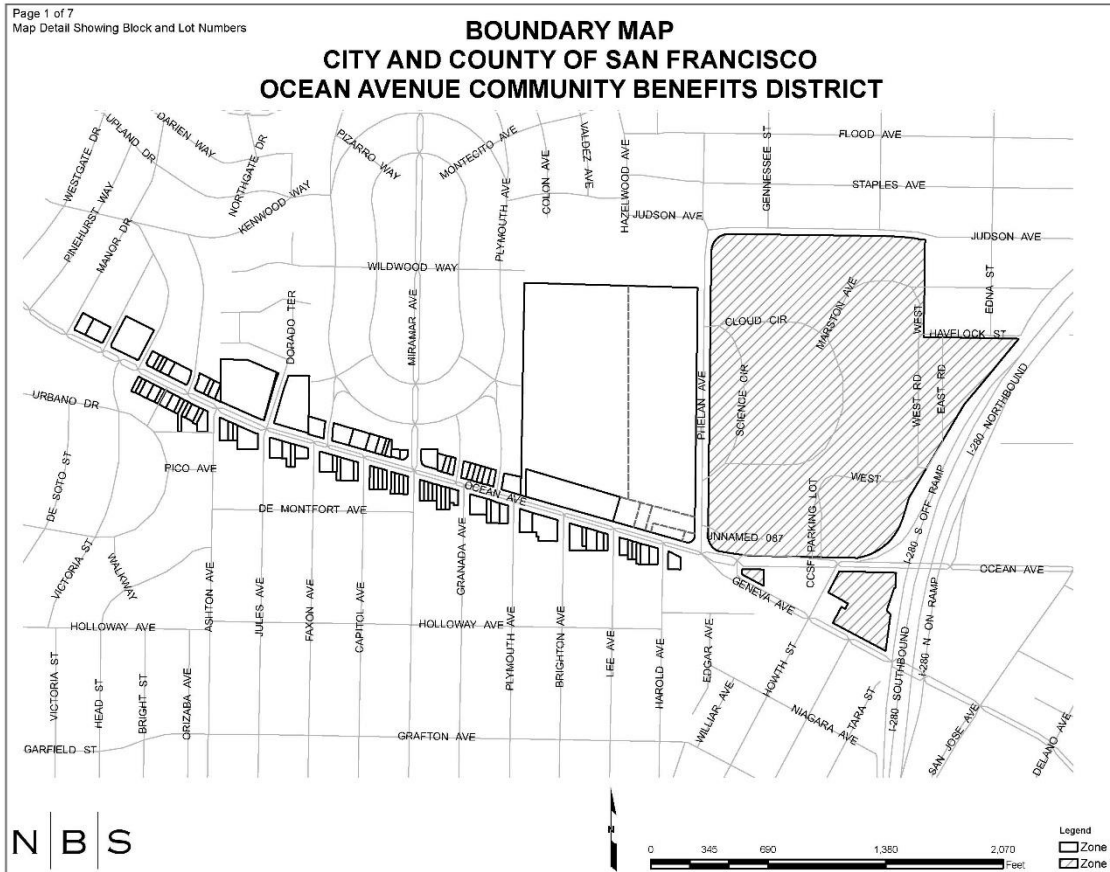 Page 1 of 7
Map Detail Showing Block and Lot Numbers
BOUNDARY MAP
CITY AND COUNTY OF SAN FRANCISCO
OCEAN AVENUE COMMUNITY BENEFITS DISTRICT
WESTGATE DR
UPLAND DR
DARIEN WAY
NORTHGATE DR
PIZARRO WAY
MONTECITO AVE
COLON AVE
VALDEZ AVE
HAZELWOOD AVE
GENNESSEE ST
FLOOD AVE
STAPLES AVE
JUDSON AVE
JUDSON AVE
PINEHURST WAY
MANOR DR
KENWOOD WAY
PLYMOUTH AVE
WILDWOOD WAY
MIRAMAR AVE
DORADO TER
CLOUD CIR
MARSTON AVE
WEST
EDNA ST
HAVELOCK ST
PHELAN AVE
SCIENCE CIR
WEST RD
EAST RD
I-280 NORTHBOUND
URBANO DR
PICO AVE
DE SOTO ST
DE MONTFORT AVE
OCEAN AVE
WEST
CCSF PARKING LOT
I-280 S OFF RAMP
UNNAMED 087
OCEAN AVE
GENEVA AVE
VICTORIA ST
WALKWAY
ASHTON AVE
JULES AVE
FAXON AVE
CAPITOL AVE
GRANADA AVE
HOLLOWAY AVE
HOLLOWAY AVE
PLYMOUTH AVE
BRIGHTON AVE
LEE AVE
HAROLD AVE
EDGAR AVE
HOWTH ST
I-280 SOUTHBOUND
I-280 N ON RAMP
VICTORIA ST
HEAD ST
BRIGHT ST
ORIZABA AVE
WILLIAR AVE
NIAGARA AVE
TARA ST
SAN JOSE AVE
DELANO AVE
GARFIELD ST
GRAFTON AVE
N B S
N
0 345 690 1,380 2,070
Feet
Legend
Zone
Zone